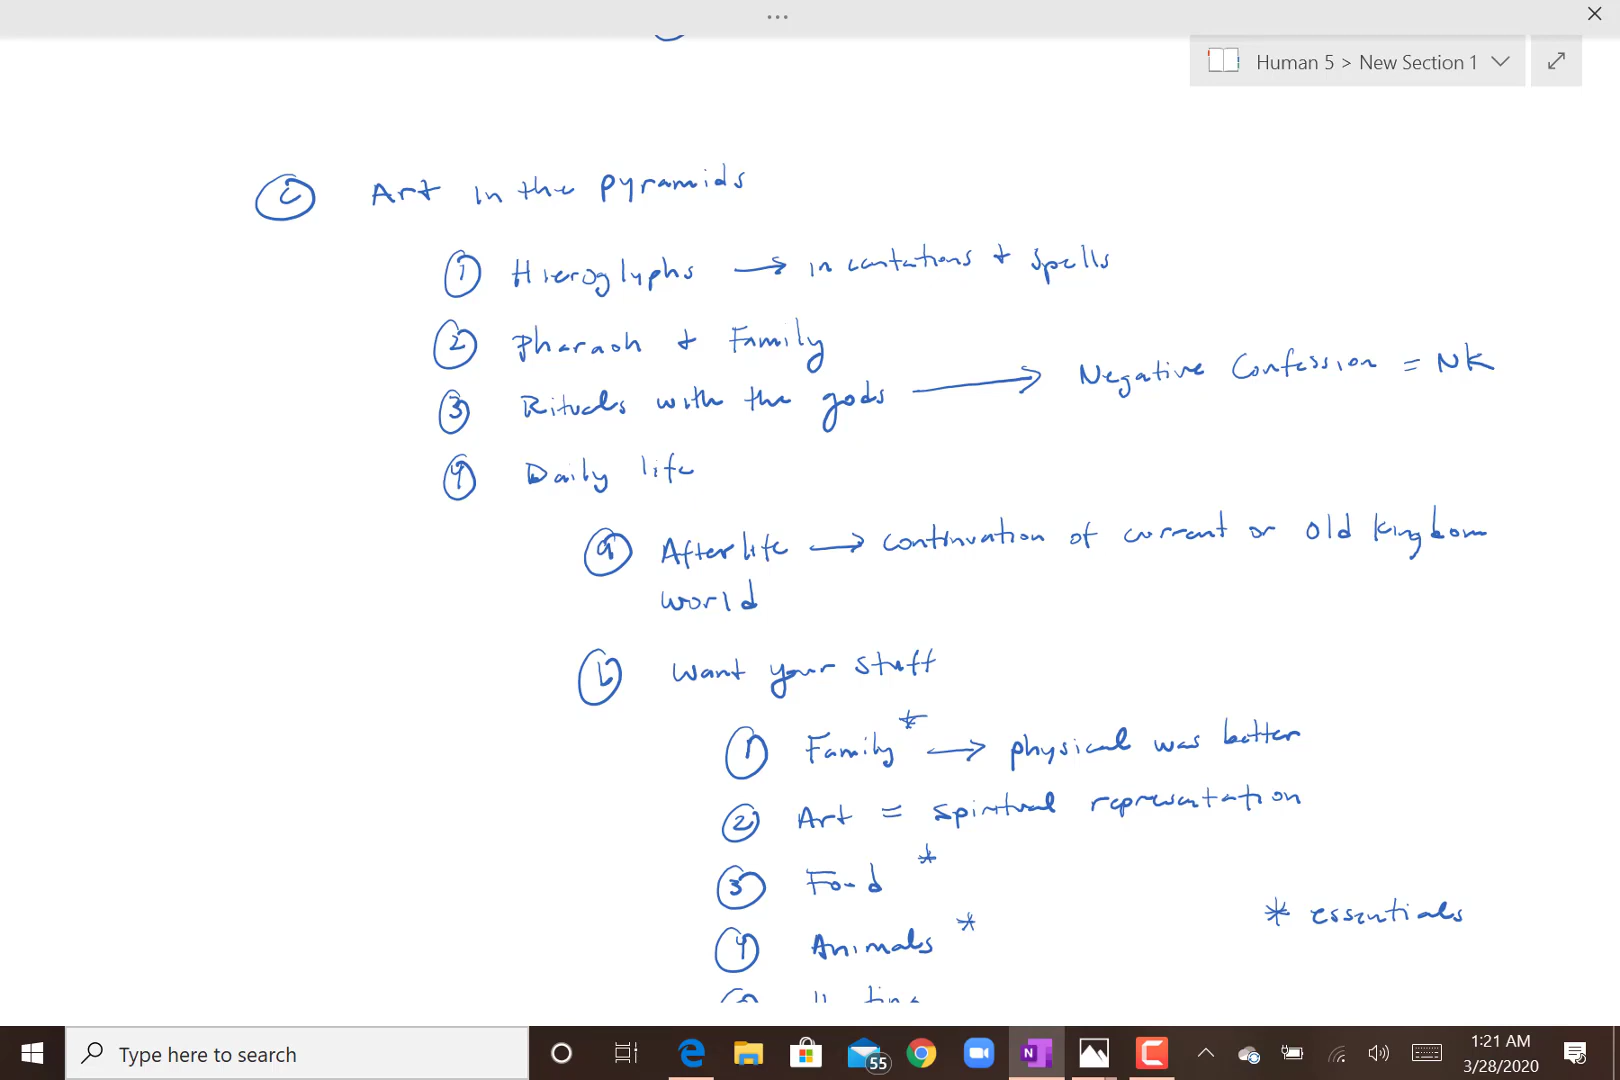 Human 5 > New Section 1
C Art in the pyramids
1 Hieroglyphs → incantations + spells
2 Pharaoh + Family
3 Rituals with the gods → Negative Confession = NK
4 Daily life
a Afterlife → continuation of current or old kingdom
world
b Want your stuff
1 Family * → physical was better
2 Art = spiritual representation
3 Food *
4 Animals *
* essentials
Type here to search
55
1:21 AM
3/28/2020